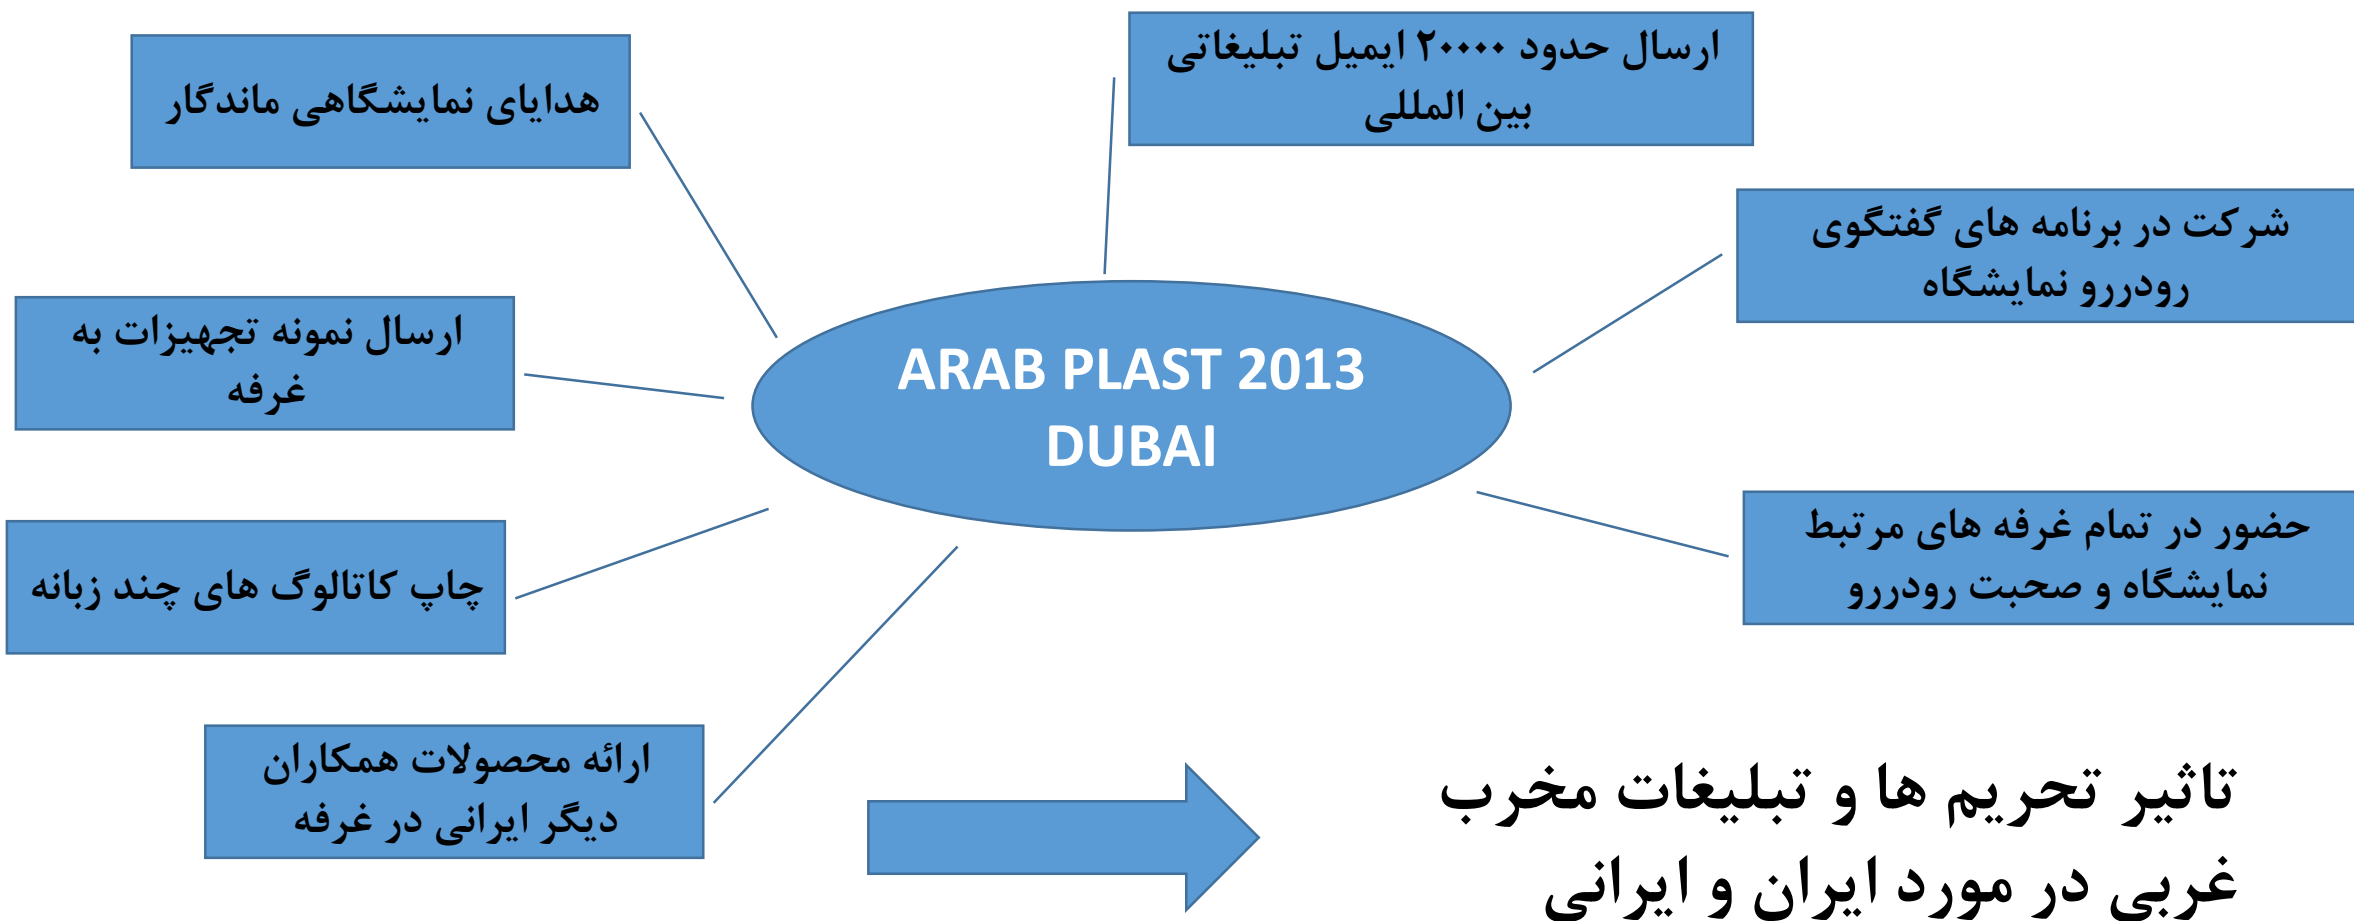 ارسال حدود ۲۰۰۰۰ ایمیل تبلیغاتی
بین المللی
هدایای نمایشگاهی ماندگار
شرکت در برنامه های گفتگوی
رودررو نمایشگاه
ارسال نمونه تجهیزات به
غرفه
ARAB PLAST 2013
DUBAI
حضور در تمام غرفه های مرتبط
نمایشگاه و صحبت رودررو
چاپ کاتالوگ های چند زبانه
ارائه محصولات همکاران
دیگر ایرانی در غرفه
تاثیر تحریم ها و تبلیغات مخرب
غربی در مورد ایران و ایرانی